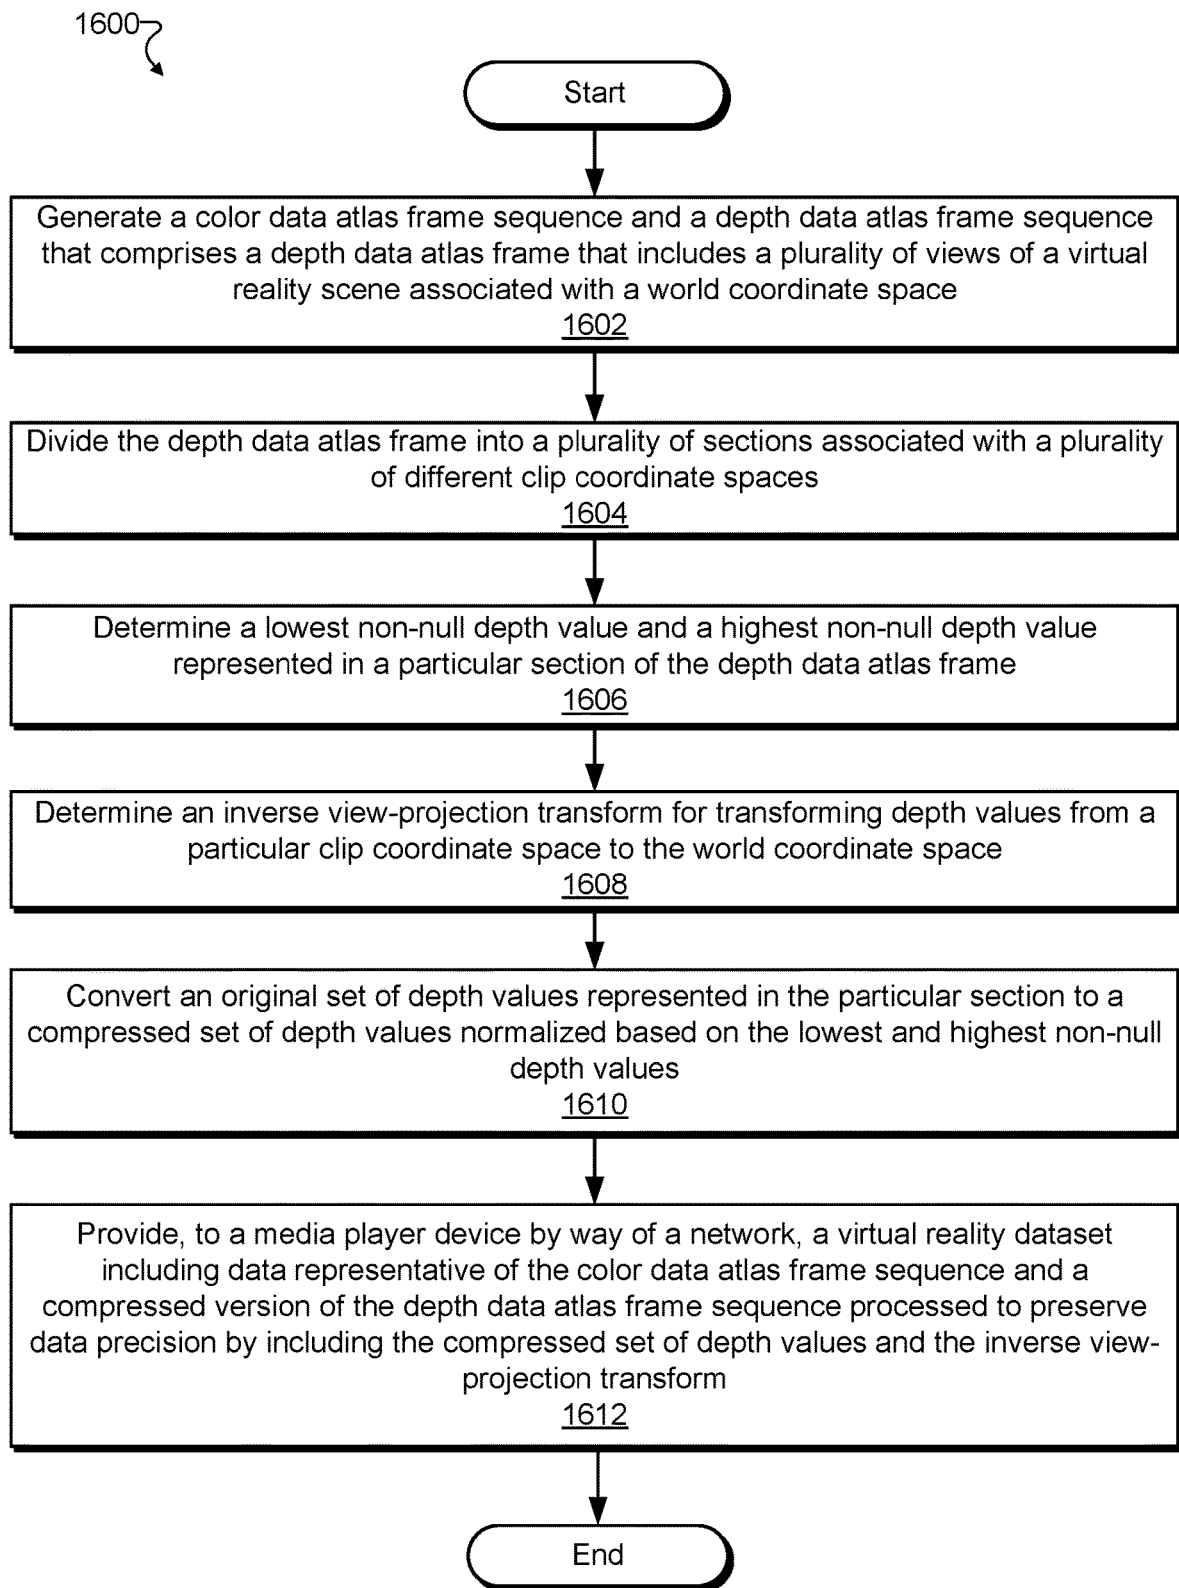 1600
Start
Generate a color data atlas frame sequence and a depth data atlas frame sequence
that comprises a depth data atlas frame that includes a plurality of views of a virtual
reality scene associated with a world coordinate space
1602
Divide the depth data atlas frame into a plurality of sections associated with a plurality
of different clip coordinate spaces
1604
Determine a lowest non-null depth value and a highest non-null depth value
represented in a particular section of the depth data atlas frame
1606
Determine an inverse view-projection transform for transforming depth values from a
particular clip coordinate space to the world coordinate space
1608
Convert an original set of depth values represented in the particular section to a
compressed set of depth values normalized based on the lowest and highest non-null
depth values
1610
Provide, to a media player device by way of a network, a virtual reality dataset
including data representative of the color data atlas frame sequence and a
compressed version of the depth data atlas frame sequence processed to preserve
data precision by including the compressed set of depth values and the inverse view-
projection transform
1612
End